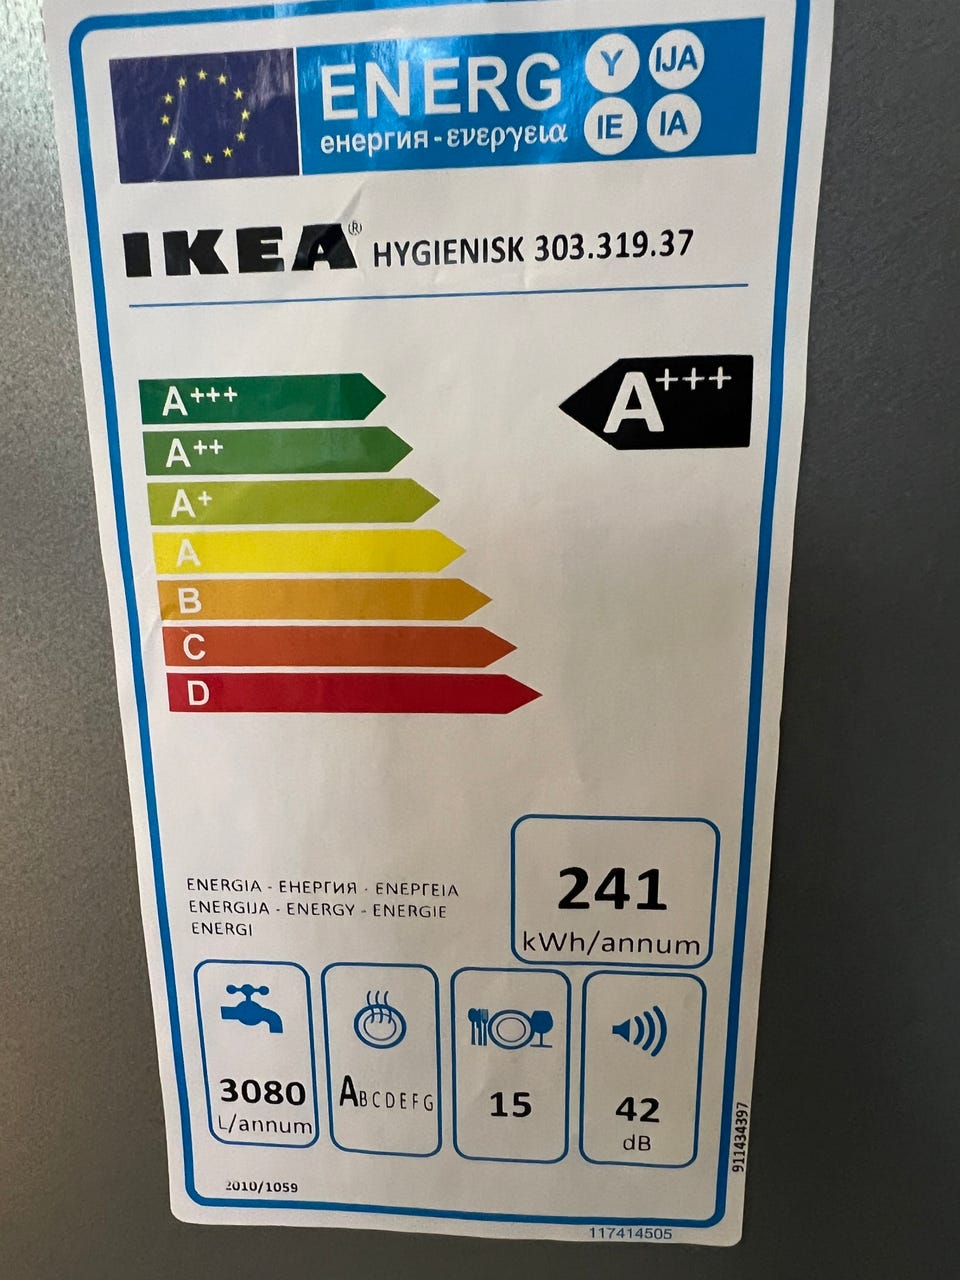 ENERG Y IJA
енергия-ενεργεια IE IA
IKEA® HYGIENISK 303.319.37
A+++ A+++
A++
A+
A
B
C
D
241
kWh/annum
ENERGIA - ЕНЕРГИЯ - ΕΝΕΡΓΕΙΑ
ENERGIJA - ENERGY - ENERGIE
ENERGI
3080
L/annum
ABCDEFG
15
42
dB
911434397
2010/1059
117414505